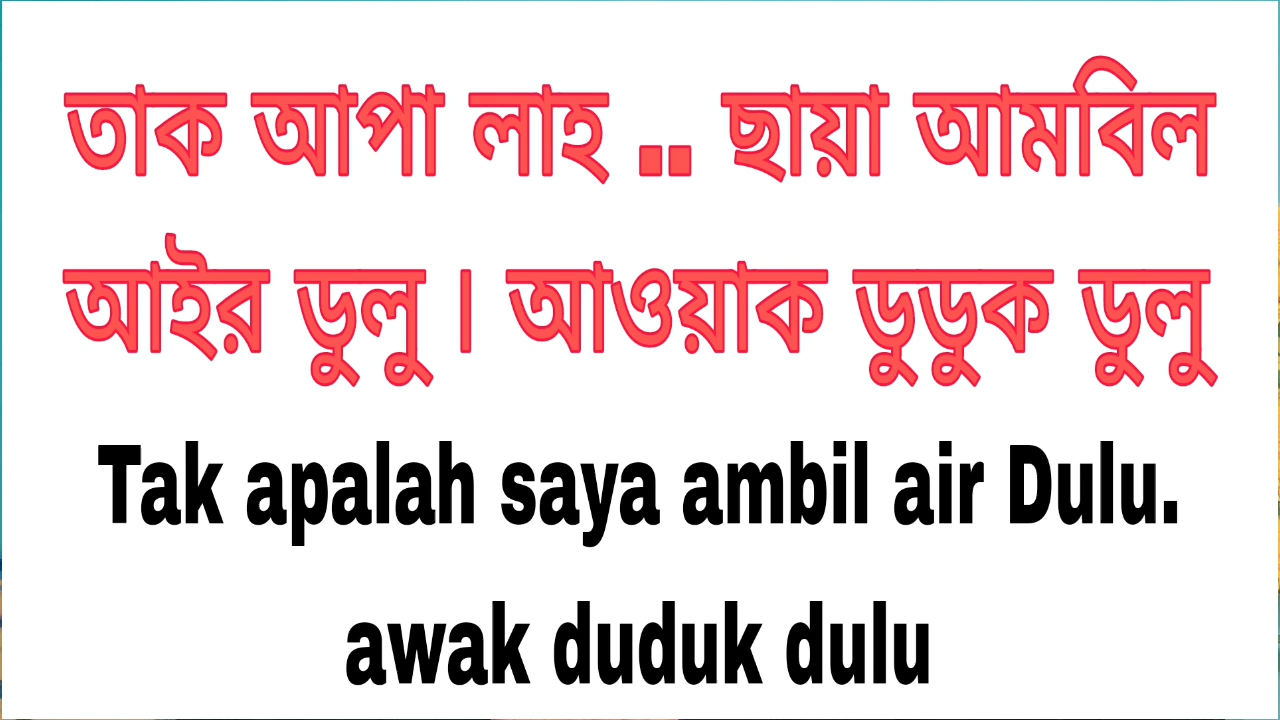 তাক আপা লাহ .. ছায়া আমবিল
আইর ডুলু । আওয়াক ডুডুক ডুলু
Tak apalah saya ambil air Dulu.
awak duduk dulu